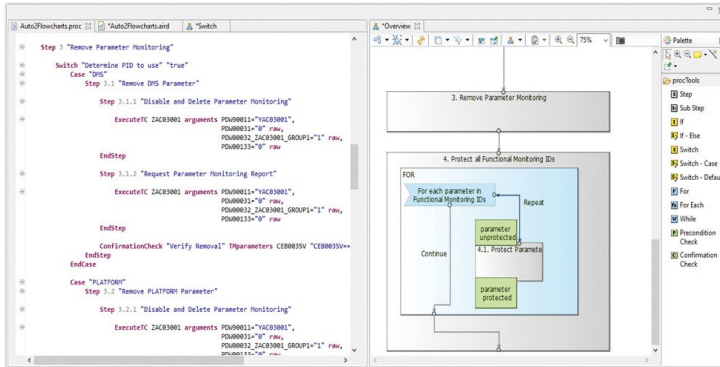 Auto2Flowcharts.proc
*Auto2Flowcharts.aird
*Switch
Step 3 "Remove Parameter Monitoring"
Switch "Determine PID to use" "true"
Case "DMS"
Step 3.1 "Remove DMS Parameter"
Step 3.1.1 "Disable and Delete Parameter Monitoring"
ExecuteTC ZAC03001 arguments PDW90011="YAC03001",
PDW00031="0" raw,
PDW00032_ZAC03001_GROUP1="1" raw,
PDW00133="0" raw;
EndStep
Step 3.1.2 "Request Parameter Monitoring Report"
ExecuteTC ZAC03001 arguments PDW90011="YAC03001",
PDW00031="0" raw,
PDW00032_ZAC03001_GROUP1="1" raw,
PDW00133="0" raw;
EndStep
ConfirmationCheck "Verify Removal" TMparameters CEB0035V "CEB0035V==
EndStep
EndCase
Case "PLATFORM"
Step 3.2 "Remove PLATFORM Parameter"
Step 3.2.1 "Disable and Delete Parameter Monitoring"
ExecuteTC ZAC03001 arguments PDW90011="YAC03001",
PDW00031="0" raw,
PDW00032_ZAC03001_GROUP1="1" raw,
PDW00133="0" raw,
*Overview
75%
3. Remove Parameter Monitoring
4. Protect all Functional Monitoring IDs
FOR
For each parameter in
Functional Monitoring IDs
Repeat
parameter
unprotected
4.1. Protect Paramete
Continue
parameter
protected
Palette
procTools
Step
Sub Step
If
If - Else
Switch
Switch - Case
Switch - Defau
For
For Each
While
Precondition
Check
Confirmation
Check